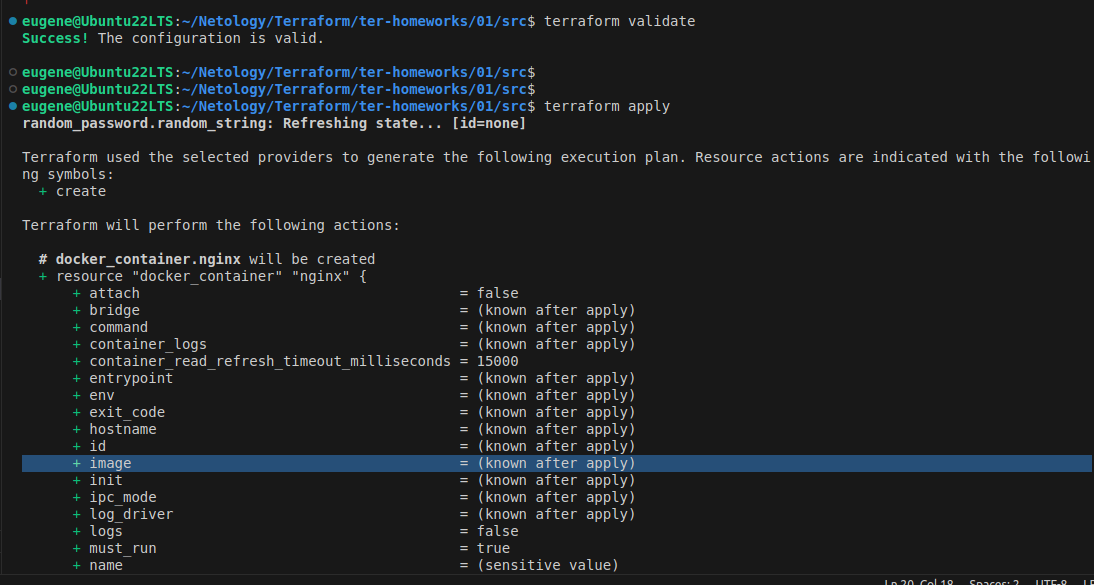 eugene@Ubuntu22LTS:~/Netology/Terraform/ter-homeworks/01/src$ terraform validate
Success! The configuration is valid.
eugene@Ubuntu22LTS:~/Netology/Terraform/ter-homeworks/01/src$
eugene@Ubuntu22LTS:~/Netology/Terraform/ter-homeworks/01/src$
eugene@Ubuntu22LTS:~/Netology/Terraform/ter-homeworks/01/src$ terraform apply
random_password.random_string: Refreshing state... [id=none]
Terraform used the selected providers to generate the following execution plan. Resource actions are indicated with the followi
ng symbols:
+ create
Terraform will perform the following actions:
# docker_container.nginx will be created
+ resource "docker_container" "nginx" {
+ attach = false
+ bridge = (known after apply)
+ command = (known after apply)
+ container_logs = (known after apply)
+ container_read_refresh_timeout_milliseconds = 15000
+ entrypoint = (known after apply)
+ env = (known after apply)
+ exit_code = (known after apply)
+ hostname = (known after apply)
+ id = (known after apply)
+ image = (known after apply)
+ init = (known after apply)
+ ipc_mode = (known after apply)
+ log_driver = (known after apply)
+ logs = false
+ must_run = true
+ name = (sensitive value)
Ln 20, Col 18 Spaces: 2 UTF-8